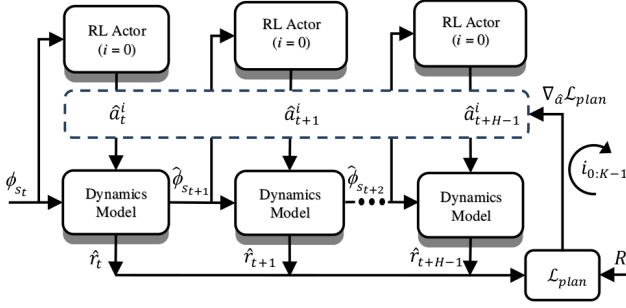 RL Actor
(i = 0)
RL Actor
(i = 0)
RL Actor
(i = 0)
â_t^i
â_{t+1}^i
â_{t+H−1}^i
∇_â ℒ_plan
i_{0:K−1}
ϕ_{s_t}
Dynamics
Model
ϕ̂_{s_{t+1}}
Dynamics
Model
ϕ̂_{s_{t+2}}
•••
Dynamics
Model
r̂_t
r̂_{t+1}
r̂_{t+H−1}
ℒ_plan
R